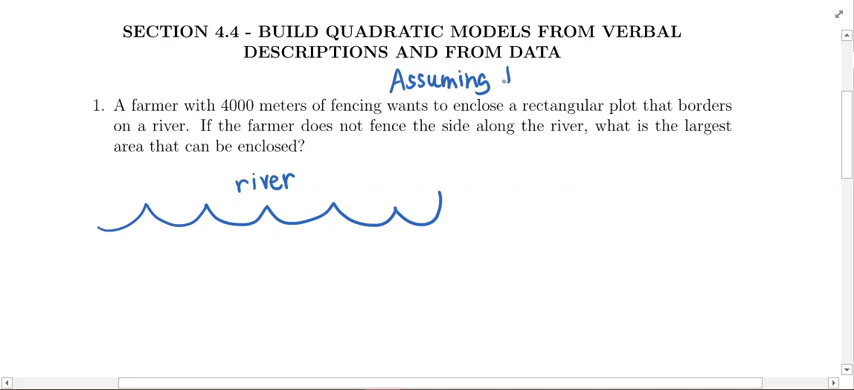 SECTION 4.4 - BUILD QUADRATIC MODELS FROM VERBAL
DESCRIPTIONS AND FROM DATA
Assuming
1. A farmer with 4000 meters of fencing wants to enclose a rectangular plot that borders
on a river. If the farmer does not fence the side along the river, what is the largest
area that can be enclosed?
river